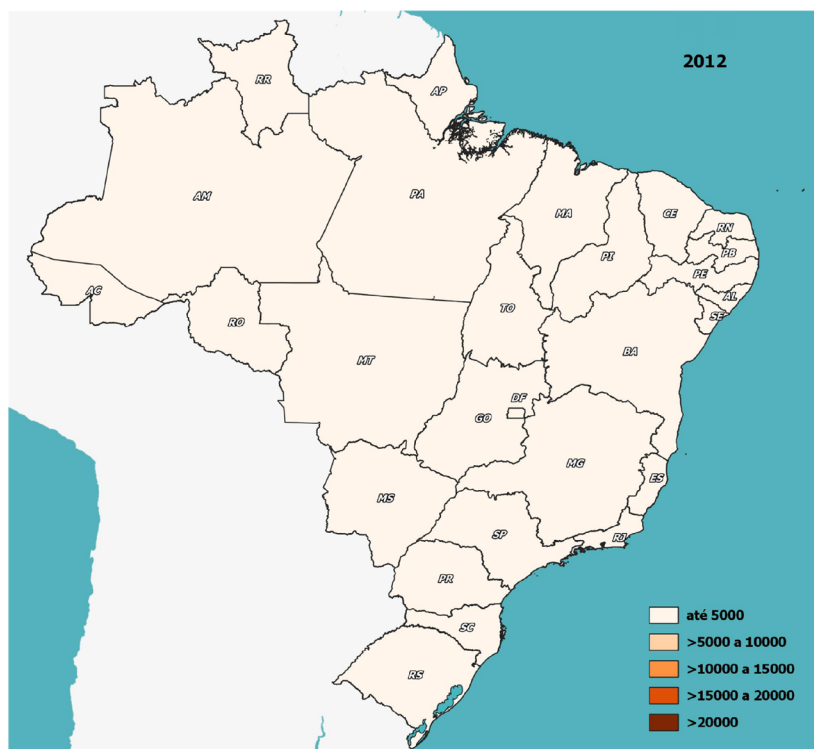 2012
RR
AP
AM
PA
MA
CE
RN
PB
PI
PE
AC
AL
TO
SE
RO
BA
MT
DF
GO
MG
ES
MS
SP
RJ
PR
SC
RS
até 5000
>5000 a 10000
>10000 a 15000
>15000 a 20000
>20000